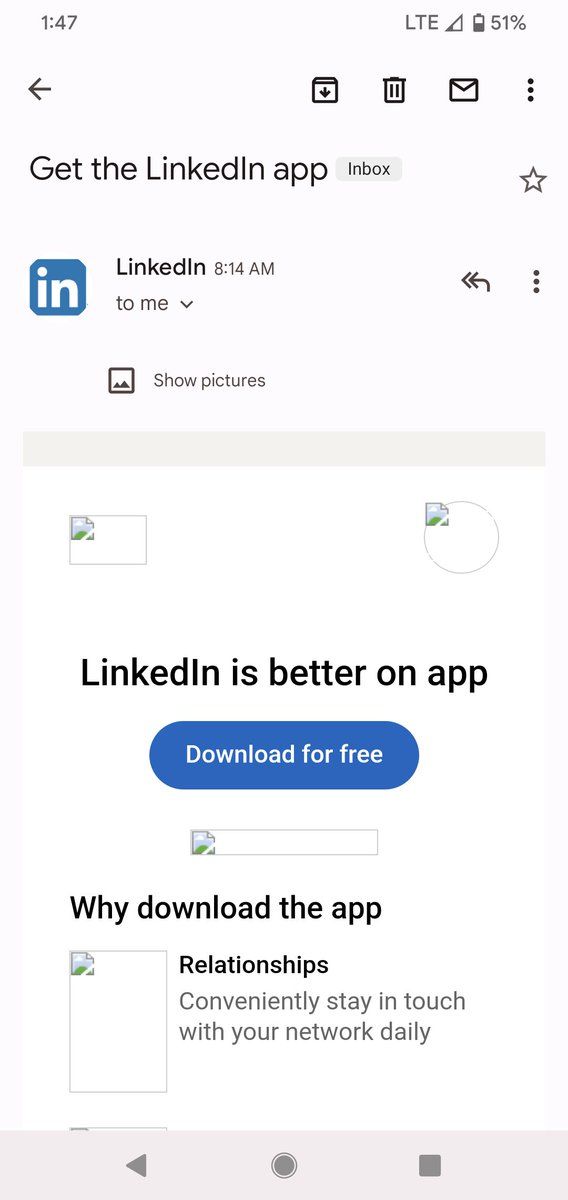 1:47 LTE 51%
Get the LinkedIn app Inbox
in LinkedIn 8:14 AM
to me
Show pictures
LinkedIn is better on app
Download for free
Why download the app
Relationships
Conveniently stay in touch
with your network daily